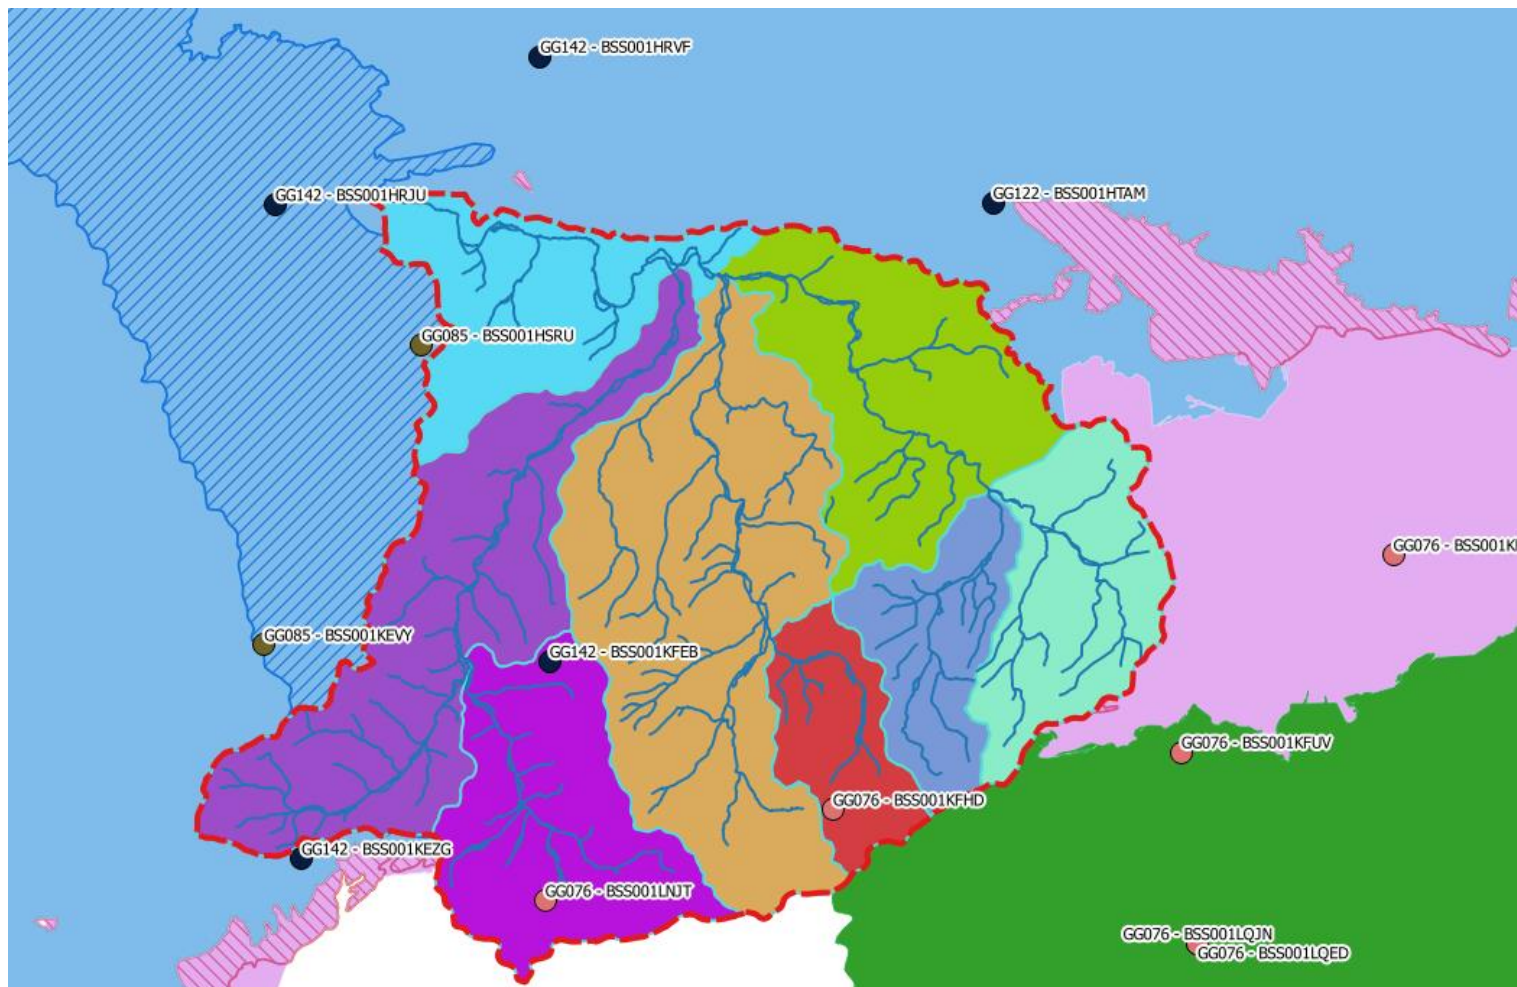 GG142 - BSS001HRVF
GG142 - BSS001HRJU
GG122 - BSS001HTAM
GG085 - BSS001HSRU
GG076 - BSS001K
GG085 - BSS001KEVY
GG142 - BSS001KFEB
GG076 - BSS001KFUV
GG076 - BSS001KFHD
GG142 - BSS001KEZG
GG076 - BSS001LNJT
GG076 - BSS001LQJN
GG076 - BSS001LQED